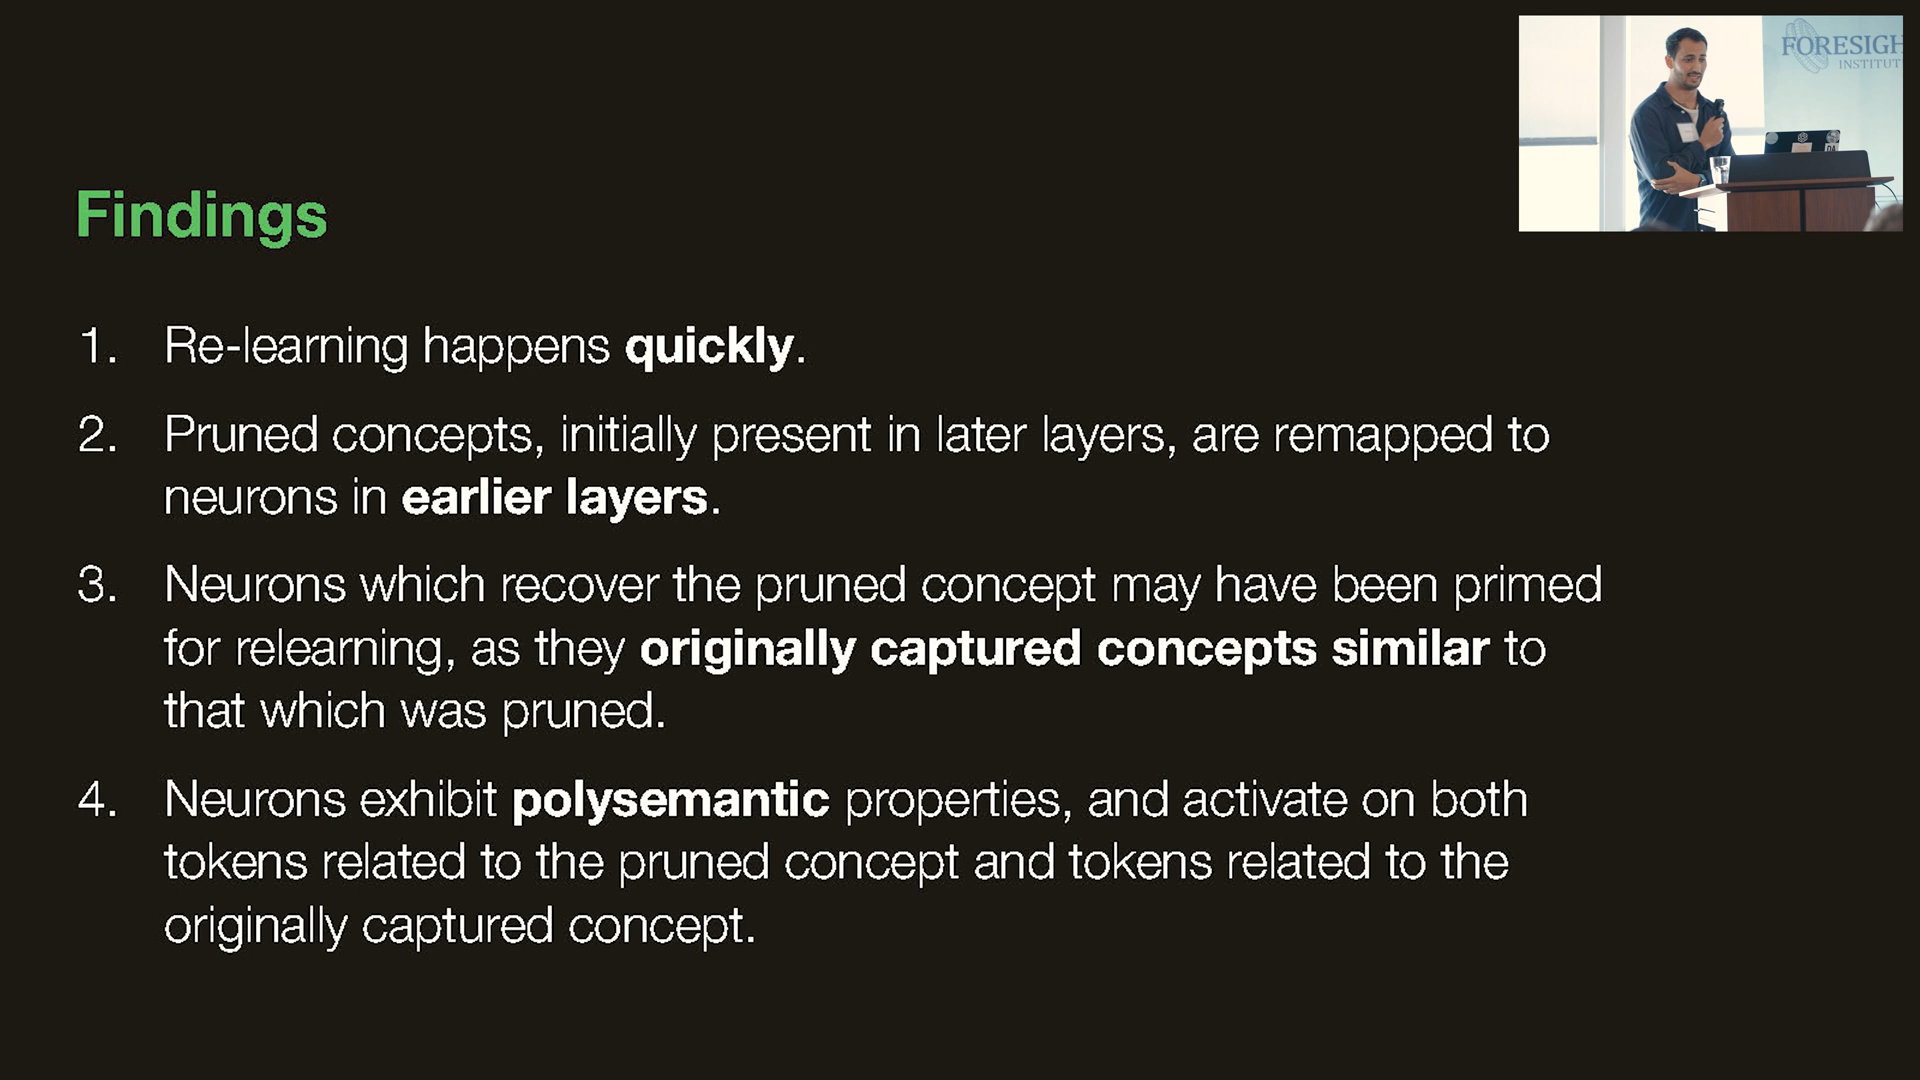 FORESIGH
INSTITUT
Findings
1. Re-learning happens quickly.
2. Pruned concepts, initially present in later layers, are remapped to
neurons in earlier layers.
3. Neurons which recover the pruned concept may have been primed
for relearning, as they originally captured concepts similar to
that which was pruned.
4. Neurons exhibit polysemantic properties, and activate on both
tokens related to the pruned concept and tokens related to the
originally captured concept.